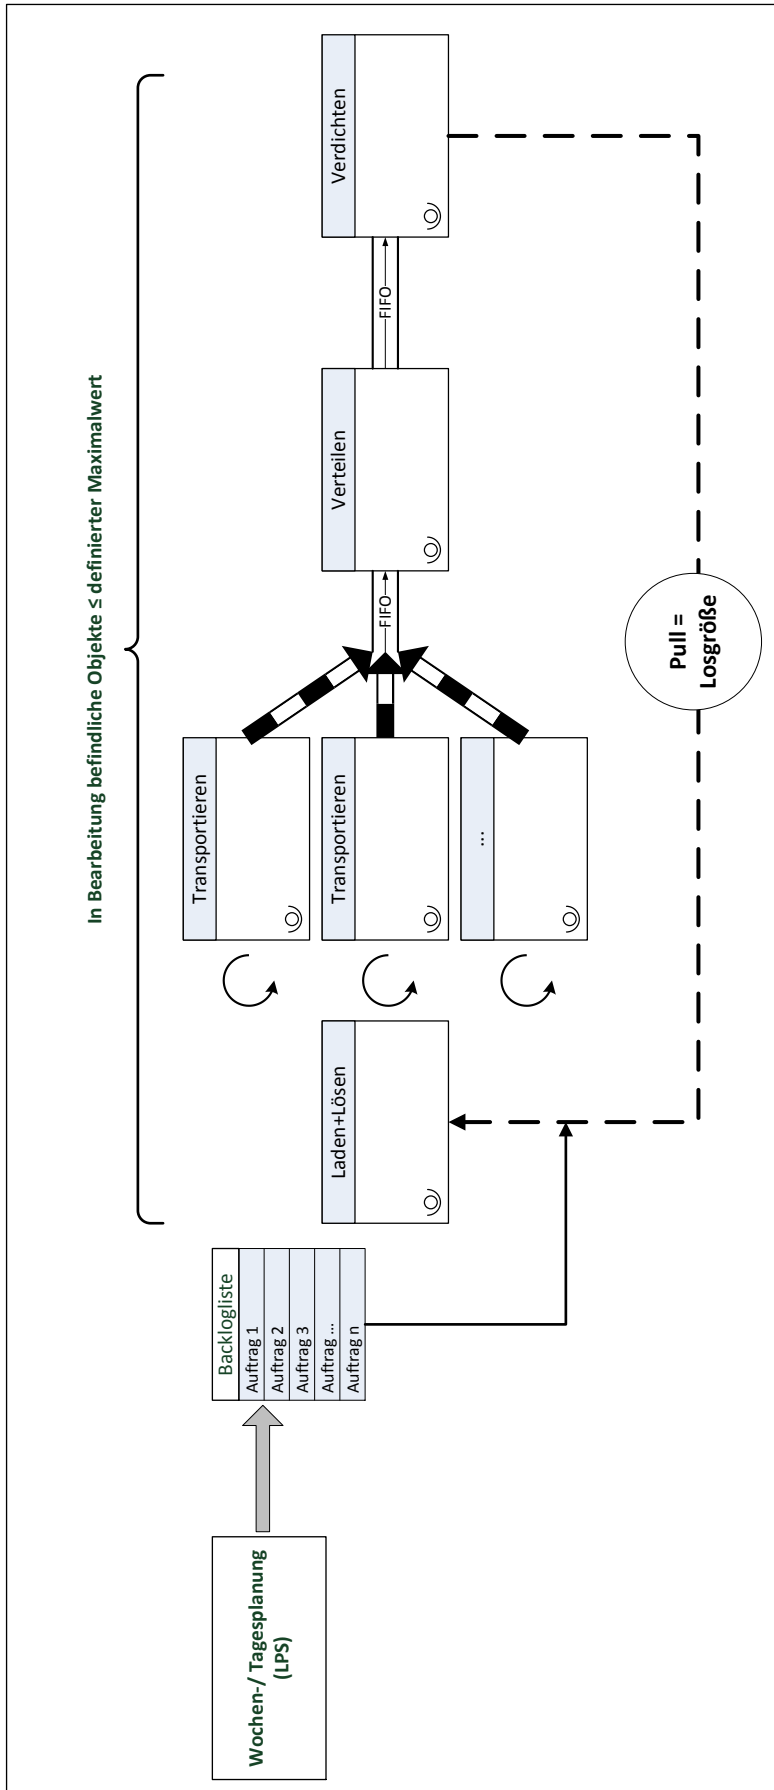 In Bearbeitung befindliche Objekte ≤ definierter Maximalwert
Wochen-/ Tagesplanung
(LPS)
Backlogliste
Auftrag 1
Auftrag 2
Auftrag 3
Auftrag ...
Auftrag n
Laden+Lösen
Transportieren
Transportieren
...
FIFO
Verteilen
FIFO
Verdichten
Pull =
Losgröße